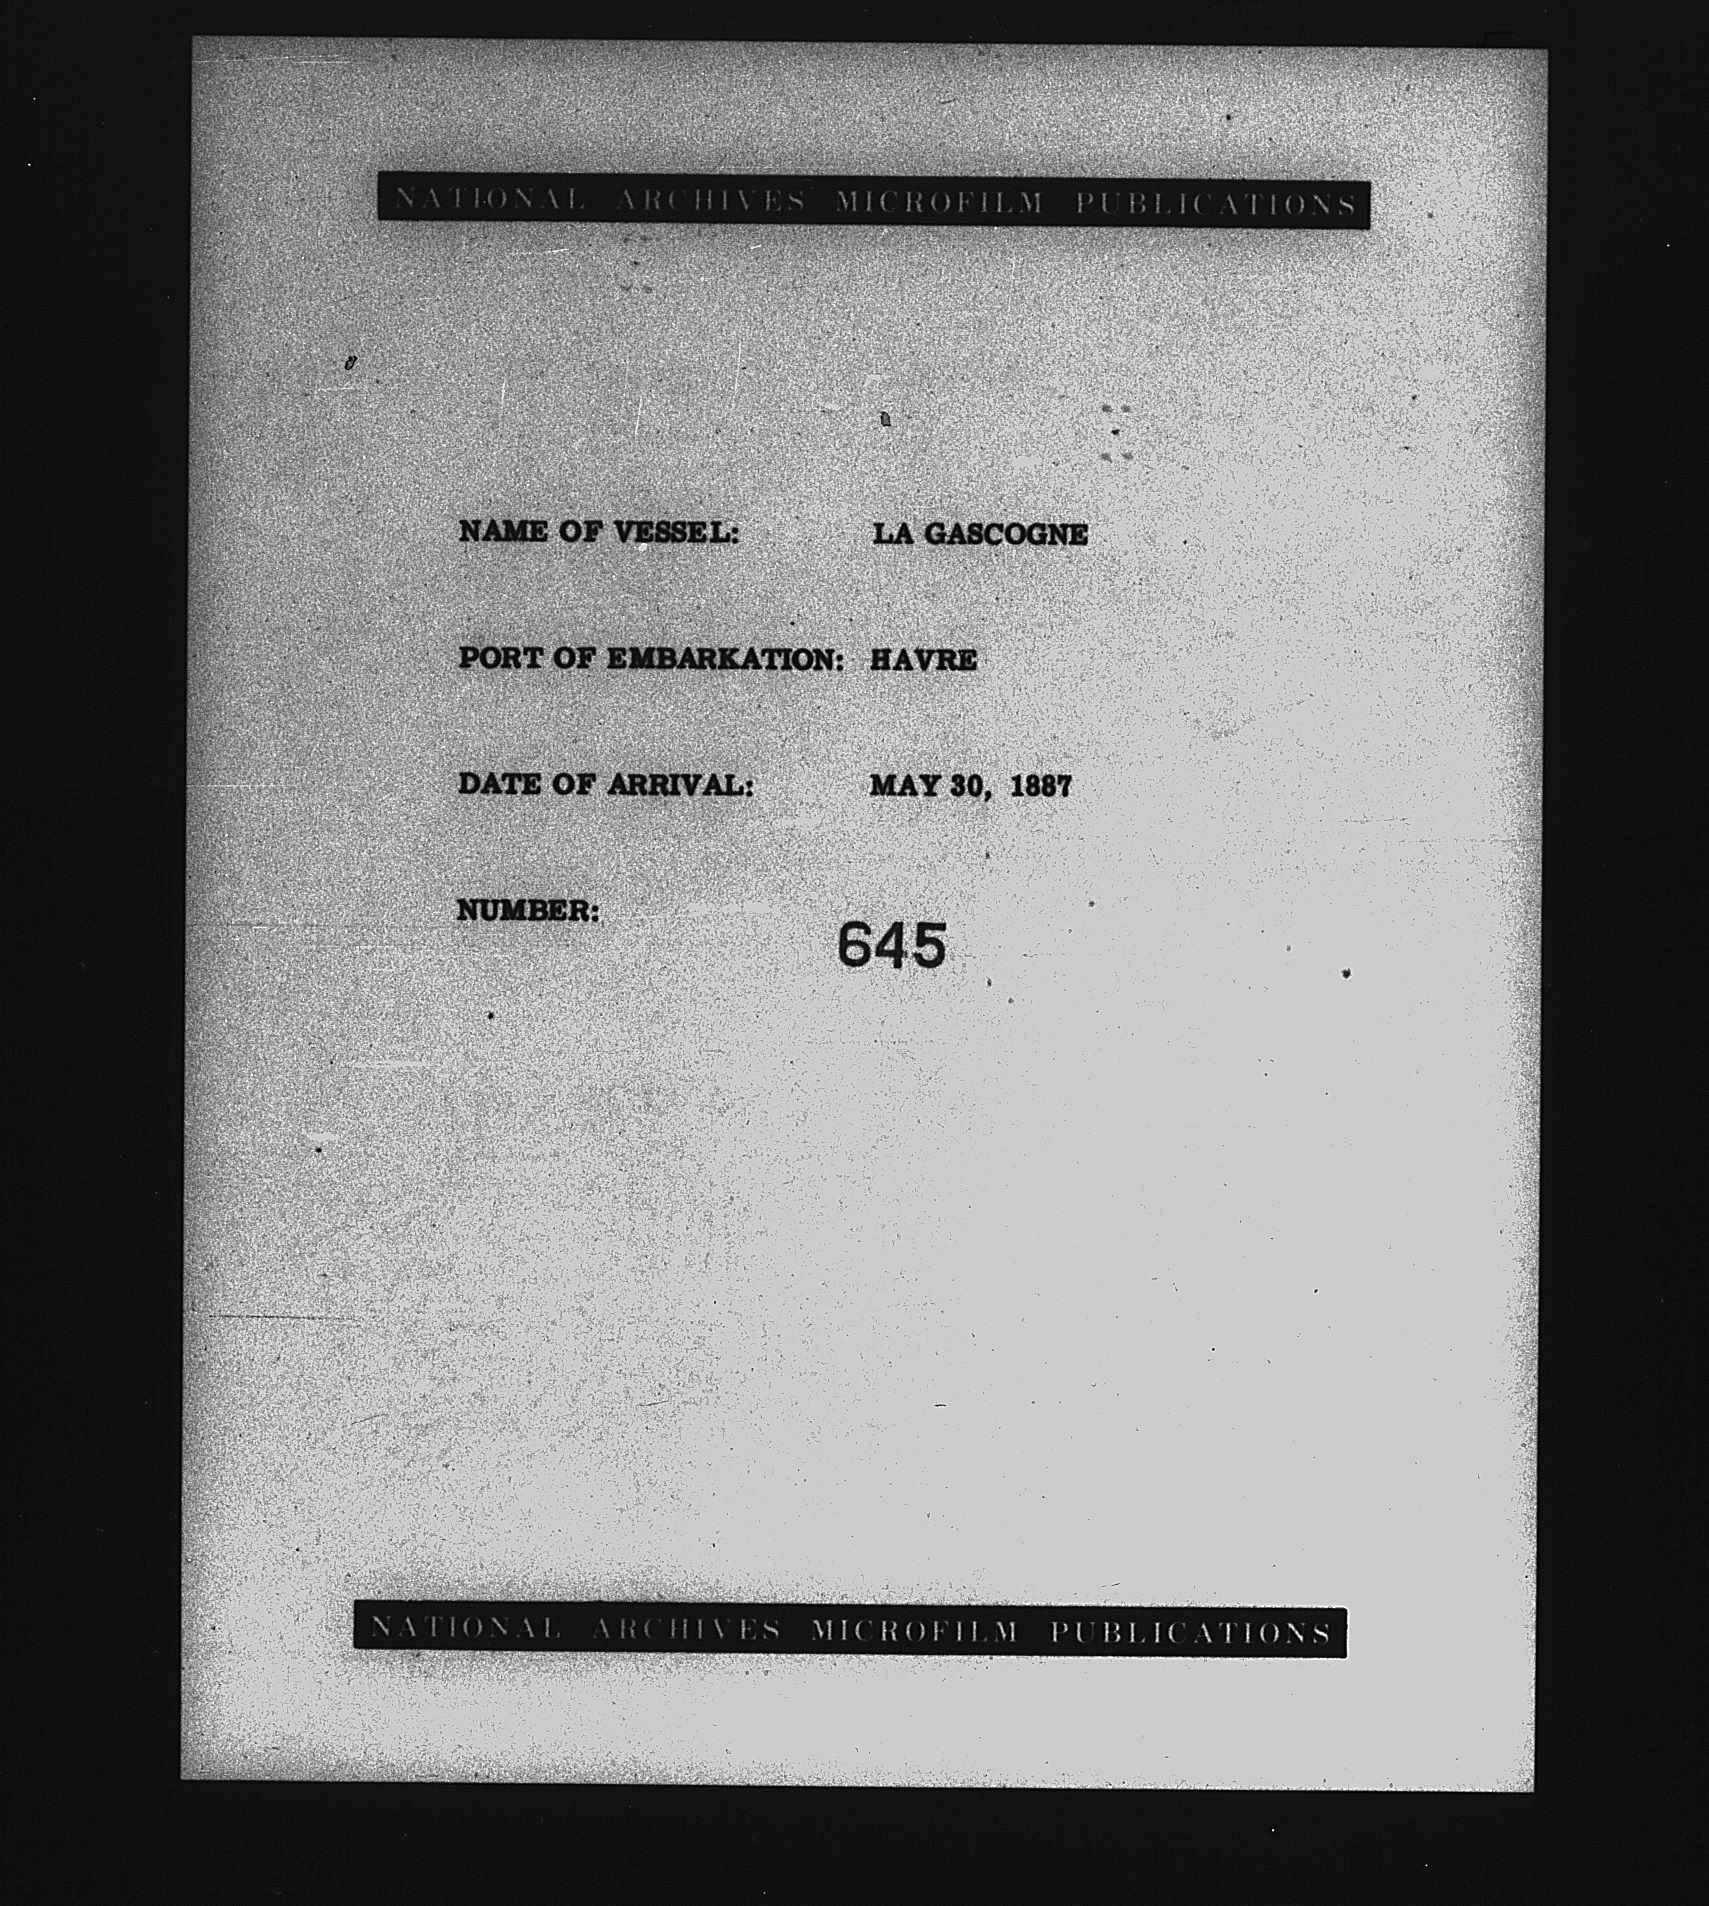 NATIONAL ARCHIVES MICROFILM PUBLICATIONS
NAME OF VESSEL: LA GASCOGNE
PORT OF EMBARKATION: HAVRE
DATE OF ARRIVAL: MAY 30, 1887
NUMBER: 645
NATIONAL ARCHIVES MICROFILM PUBLICATIONS